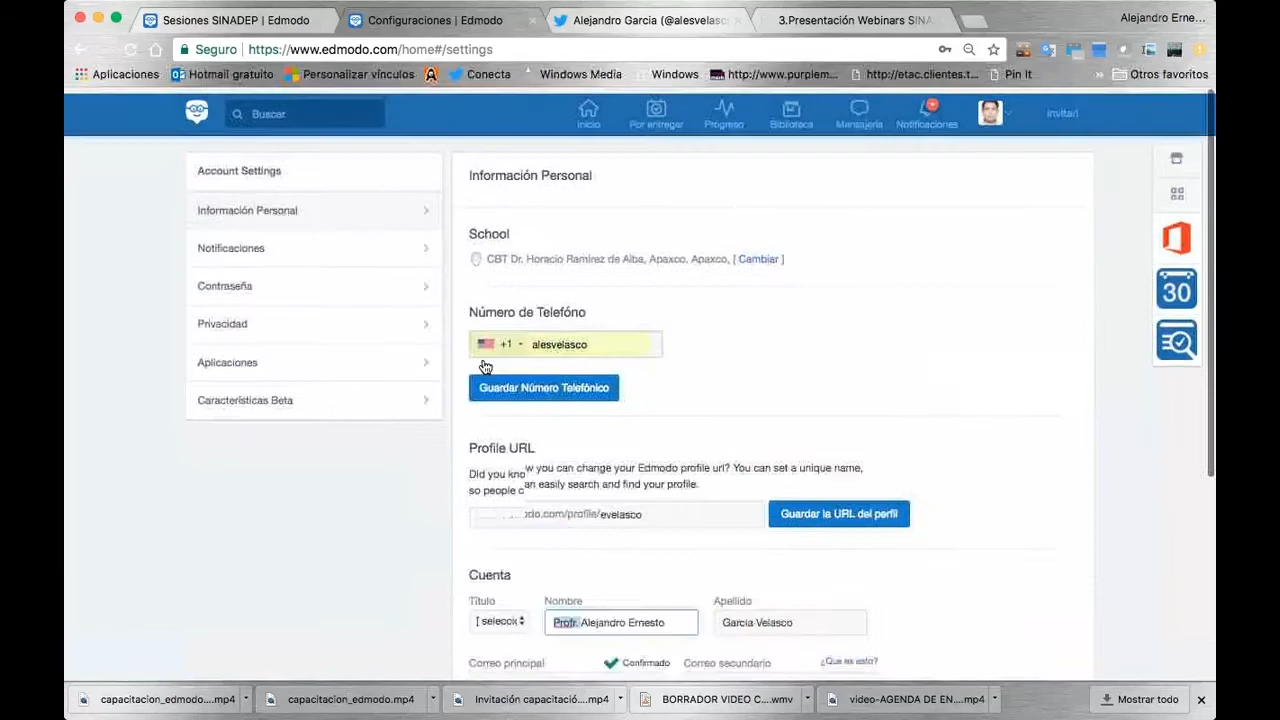 Sesiones SINADEP | Edmodo
Configuraciones | Edmodo
Alejandro Garcia (@alesvelasc
3.Presentación Webinars SINA
Alejandro Erne...
Seguro
https://www.edmodo.com/home#/settings
Aplicaciones
Hotmail gratuito
Personalizar vínculos
Conecta
Windows Media
Windows
http://www.purplem...
http://etac.clientes.t...
Pin It
»
Otros favoritos
Buscar
Inicio
Por entregar
Progreso
Biblioteca
Mensajería
Notificaciones
Invitar!
Account Settings
Información Personal
Notificaciones
Contraseña
Privacidad
Aplicaciones
Características Beta
Información Personal
School
CBT Dr. Horacio Ramirez de Alba, Apaxco. Apaxco, [ Cambiar ]
Número de Telefóno
+1 alesvelasco
Guardar Número Telefónico
Profile URL
Did you know you can change your Edmodo profile url? You can set a unique name,
so people can easily search and find your profile.
odo.com/profile/evelasco
Guardar la URL del perfil
Cuenta
Título
Nombre
Apellido
[ selecci
Profr. Alejandro Ernesto
Garcia Velasco
Correo principal
Confirmado
Correo secundario
¿Que es esto?
30
capacitacion_edmodo....mp4
capacitacion_edmodo.mp4
Invitación capacitació....mp4
BORRADOR VIDEO C....wmv
video-AGENDA DE EN....mp4
Mostrar todo